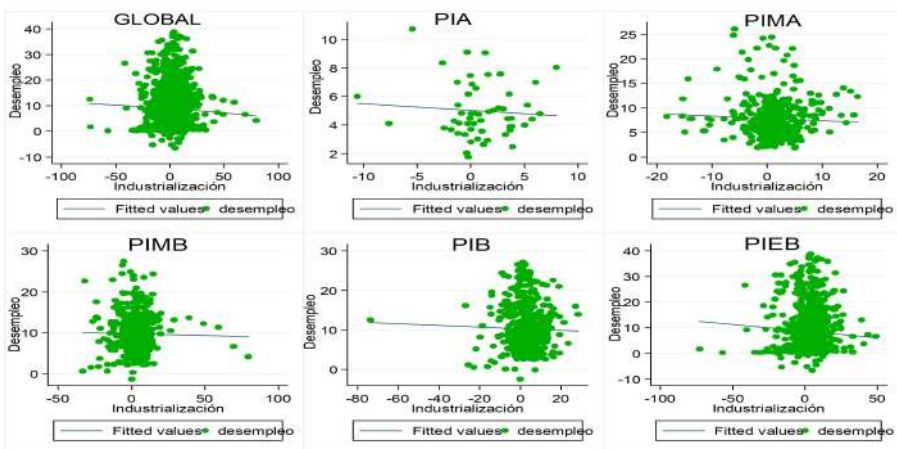 GLOBAL
Desempleo
40
30
20
10
0
-10
-100
-50
0
50
100
Industrialización
Fitted values
desempleo
PIA
Desempleo
10
8
6
4
2
-10
-5
0
5
10
Industrialización
Fitted values
desempleo
PIMA
Desempleo
25
20
15
10
5
0
-20
-10
0
10
20
Industrialización
Fitted values
desempleo
PIMB
Desempleo
30
20
10
0
-50
0
50
100
Industrialización
Fitted values
desempleo
PIB
Desempleo
30
20
10
0
-80
-60
-40
-20
0
20
Industrialización
Fitted values
desempleo
PIEB
Desempleo
40
30
20
10
0
-10
-50
0
50
Industrialización
Fitted values
desempleo